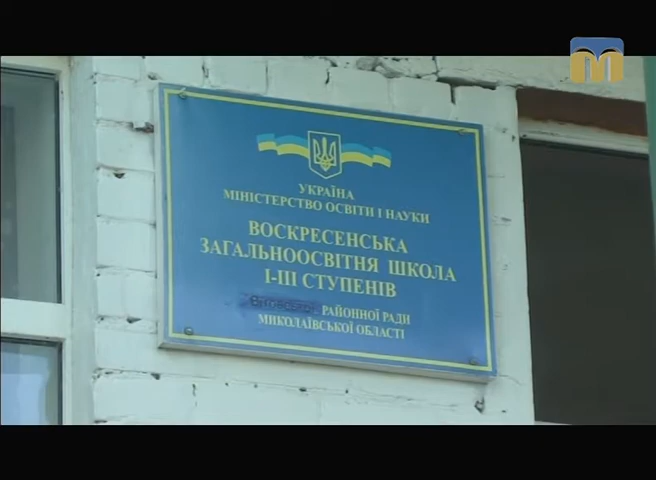 УКРАЇНА
МІНІСТЕРСТВО ОСВІТИ І НАУКИ
ВОСКРЕСЕНСЬКА
ЗАГАЛЬНООСВІТНЯ ШКОЛА
І-ІІІ СТУПЕНІВ
РАЙОННОЇ РАДИ
МИКОЛАЇВСЬКОЇ ОБЛАСТІ